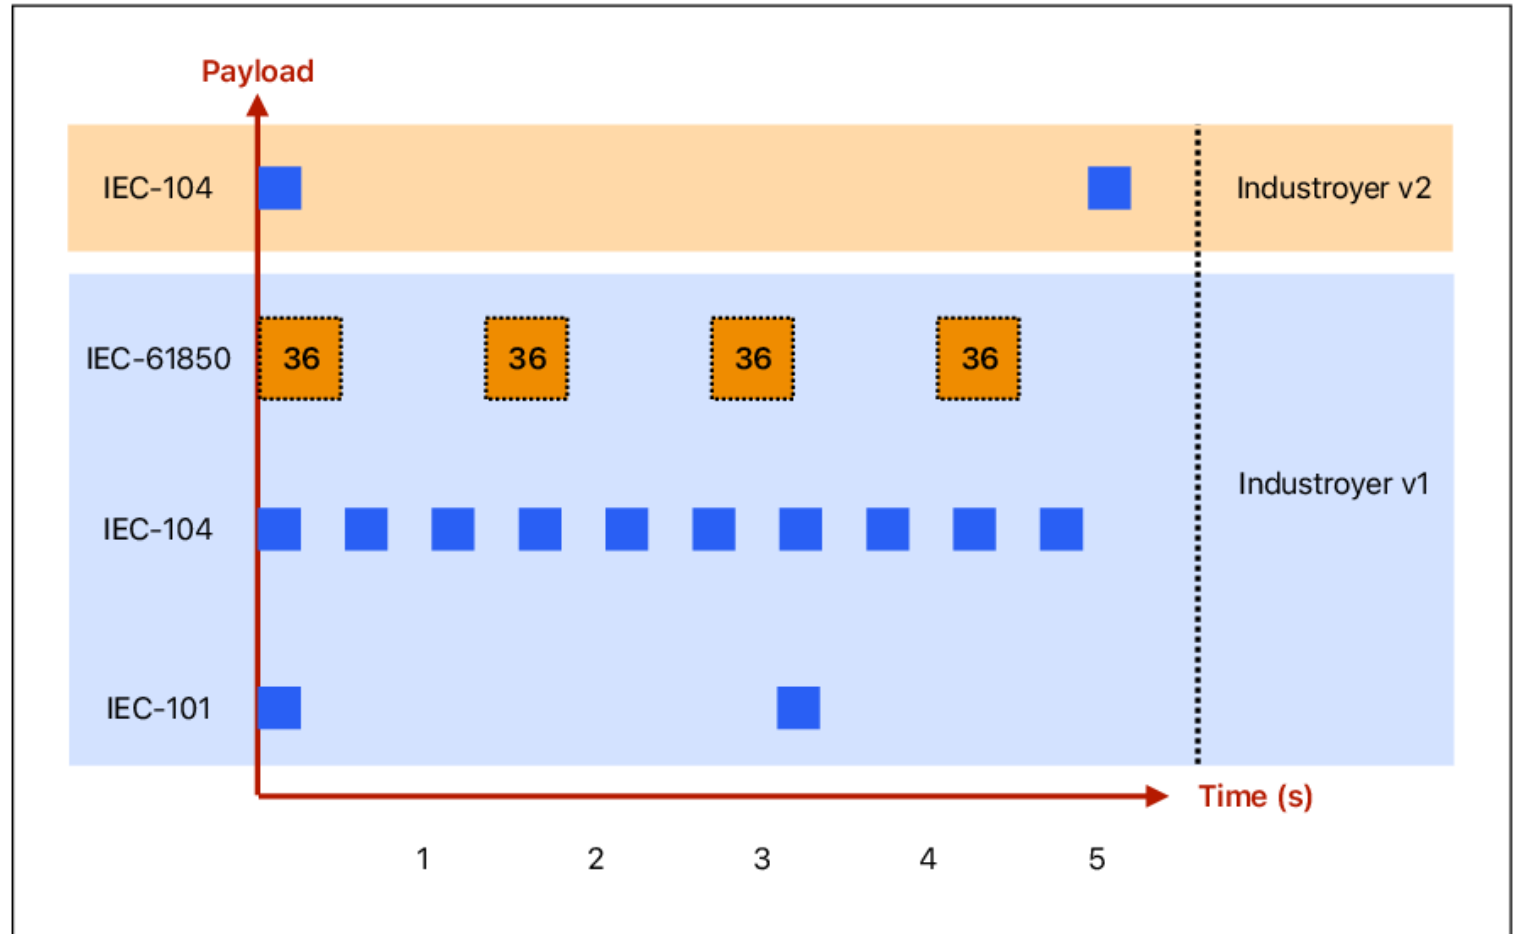 Payload
IEC-104
Industroyer v2
IEC-61850
36
36
36
36
Industroyer v1
IEC-104
IEC-101
Time (s)
1
2
3
4
5